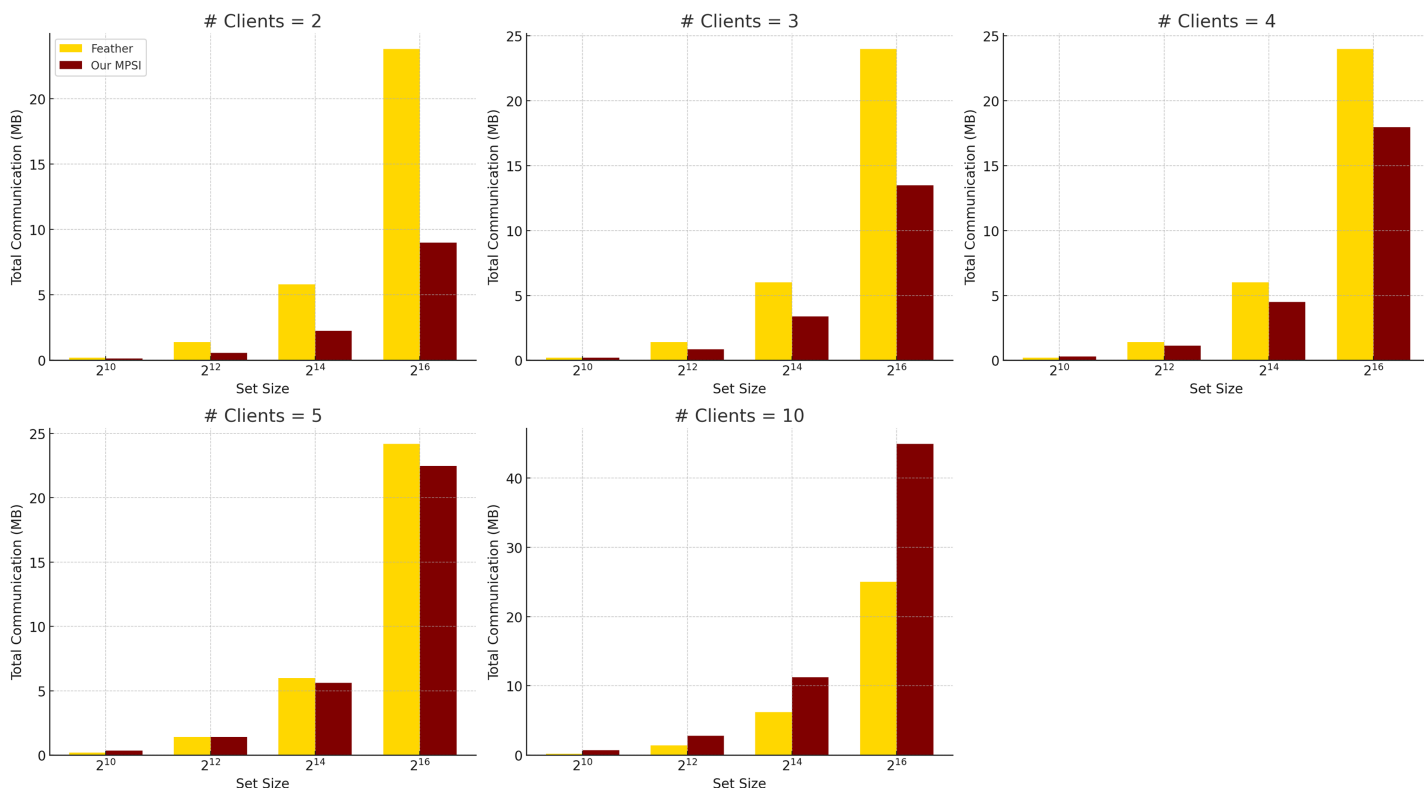 # Clients = 2
Feather
Our MPSI
Total Communication (MB)
20
15
10
5
0
2^10 2^12 2^14 2^16
Set Size
# Clients = 3
Total Communication (MB)
25
20
15
10
5
0
2^10 2^12 2^14 2^16
Set Size
# Clients = 4
Total Communication (MB)
25
20
15
10
5
0
2^10 2^12 2^14 2^16
Set Size
# Clients = 5
Total Communication (MB)
25
20
15
10
5
0
2^10 2^12 2^14 2^16
Set Size
# Clients = 10
Total Communication (MB)
40
30
20
10
0
2^10 2^12 2^14 2^16
Set Size